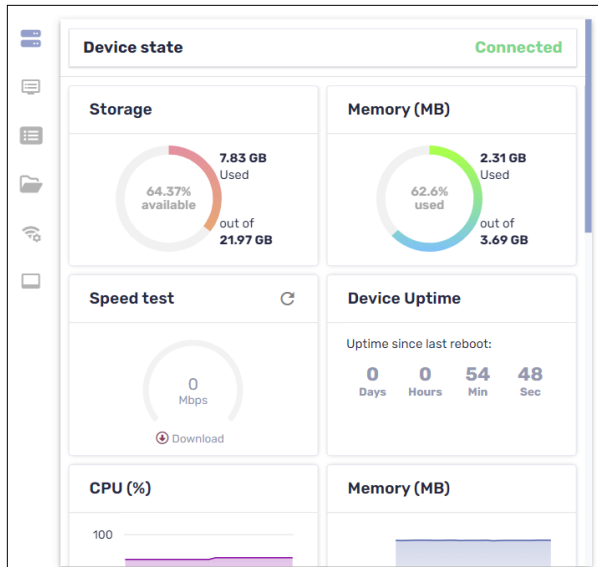 Device state
Connected
Storage
7.83 GB
Used
64.37%
available
out of
21.97 GB
Memory (MB)
2.31 GB
Used
62.6%
used
out of
3.69 GB
Speed test
0
Mbps
Download
Device Uptime
Uptime since last reboot:
0 0 54 48
Days Hours Min Sec
CPU (%)
100
Memory (MB)